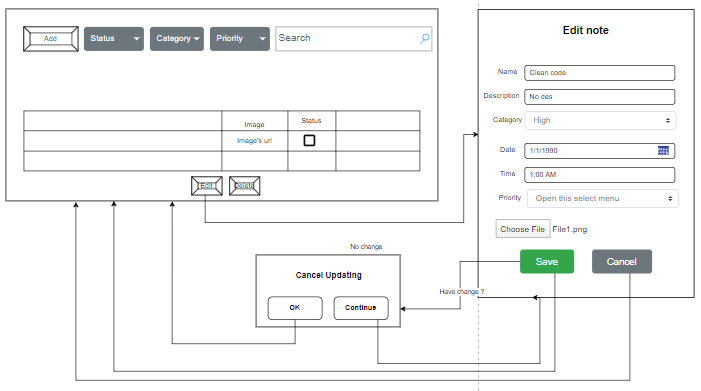 Add
Status
Category
Priority
Search
Image
Status
Image's url
Edit
Delete
Edit note
Name
Clean code
Description
No des
Category
High
Date
1/1/1990
Time
1:00 AM
Priority
Open this select menu
Choose File File1.png
Save
Cancel
No change
Cancel Updating
OK
Continue
Have change ?